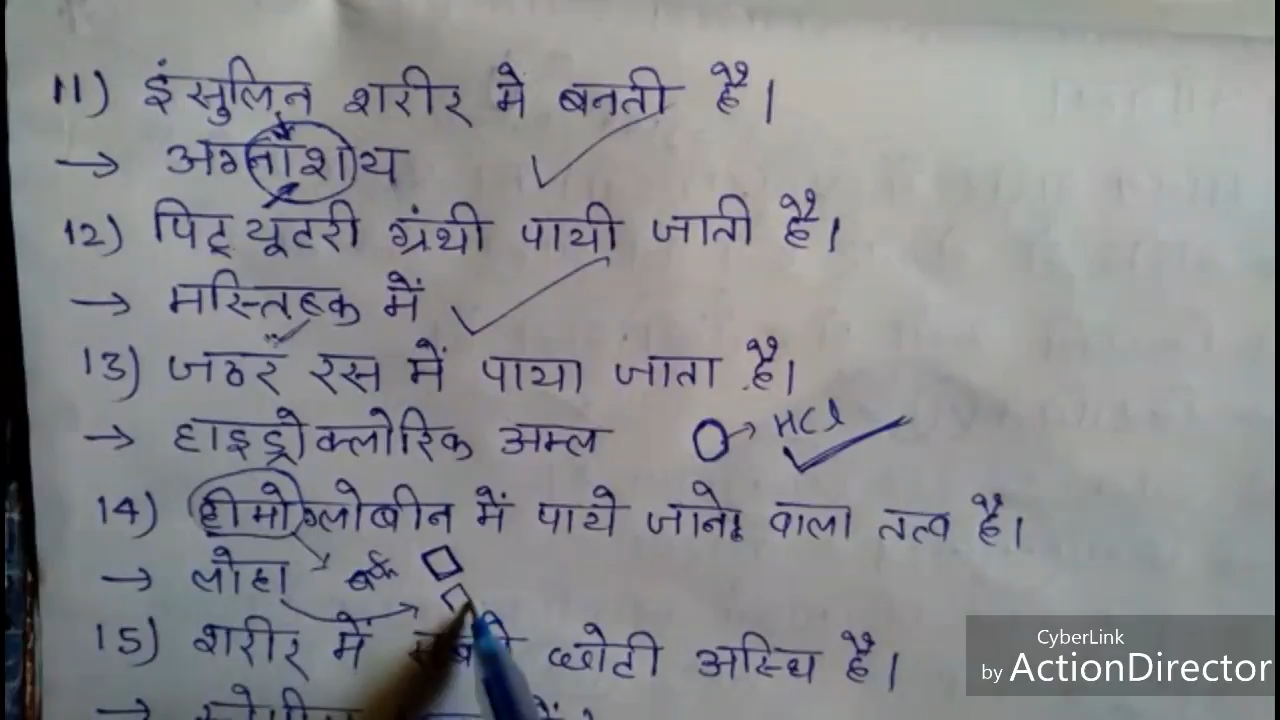 11) इंसुलिन शरीर में बनती है।
→ अग्नाशय
12) पिट्यूटरी ग्रंथी पायी जाती है।
→ मस्तिष्क में
13) जठर रस में पाया जाता है।
→ हाइड्रोक्लोरिक अम्ल → HCl
14) हीमोग्लोबीन में पाये जाने वाला तत्व है।
→ लोहा
15) शरीर में छोटी अस्थि है।
CyberLink
by ActionDirector